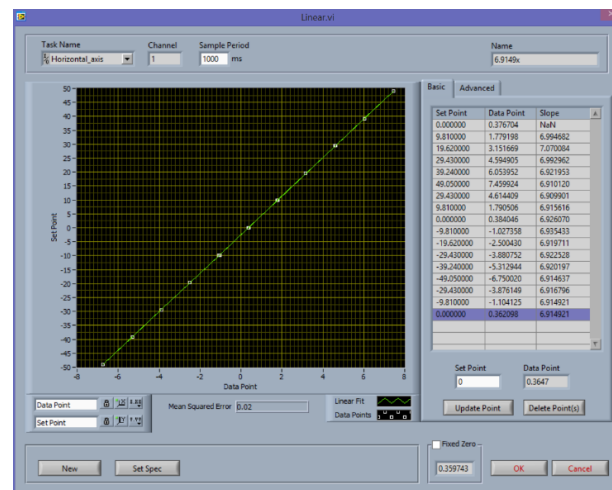 Linear.vi
Task Name Channel Sample Period Name
Horizontal_axis 1 1000 ms 6.9149x
Basic Advanced
Set Point Data Point Slope
0.000000 0.376704 NaN
9.810000 1.779198 6.994682
19.620000 3.151669 7.070084
29.430000 4.594905 6.992962
39.240000 6.053952 6.921953
49.050000 7.459924 6.910120
29.430000 4.614409 6.909901
9.810000 1.790506 6.915616
0.000000 0.384046 6.926070
-9.810000 -1.027358 6.935433
-19.620000 -2.500430 6.919711
-29.430000 -3.880752 6.922528
-39.240000 -5.312944 6.920197
-49.050000 -6.750020 6.914637
-29.430000 -3.876149 6.916796
-9.810000 -1.104125 6.914921
0.000000 0.362098 6.914921
50
45
40
35
30
25
20
15
10
5
0
-5
-10
-15
-20
-25
-30
-35
-40
-45
-50
Set Point
-8 -6 -4 -2 0 2 4 6 8
Data Point
Set Point Data Point
0 0.3647
Update Point Delete Point(s)
Data Point
Set Point
Mean Squared Error 0.02
Linear Fit
Data Points
New Set Spec
Fixed Zero
0.359743 OK Cancel